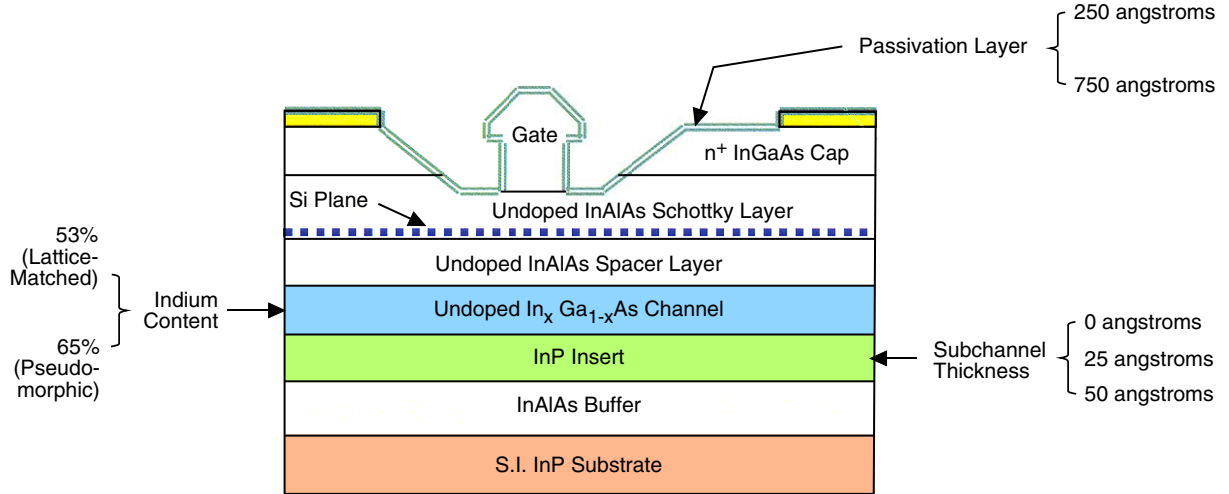 250 angstroms
Passivation Layer
750 angstroms
Gate
n+ InGaAs Cap
Si Plane
Undoped InAlAs Schottky Layer
53%
(Lattice-
Matched)
Undoped InAlAs Spacer Layer
Indium
Content
Undoped Inx Ga1-xAs Channel
65%
(Pseudo-
morphic)
InP Insert
Subchannel
Thickness
0 angstroms
25 angstroms
50 angstroms
InAlAs Buffer
S.I. InP Substrate